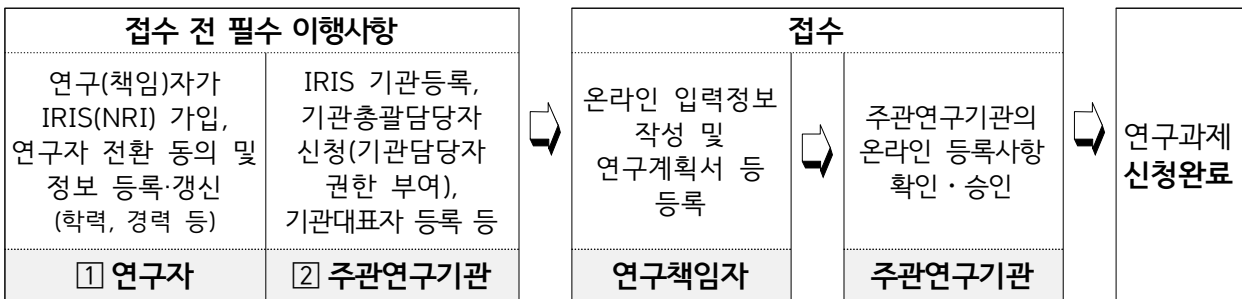 접수 전 필수 이행사항
연구(책임)자가
IRIS(NRI) 가입,
연구자 전환 동의 및
정보 등록·갱신
(학력, 경력 등)
1 연구자
IRIS 기관등록,
기관총괄담당자
신청(기관담당자
권한 부여),
기관대표자 등록 등
2 주관연구기관
접수
온라인 입력정보
작성 및
연구계획서 등
등록
연구책임자
주관연구기관의
온라인 등록사항
확인・승인
주관연구기관
연구과제
신청완료